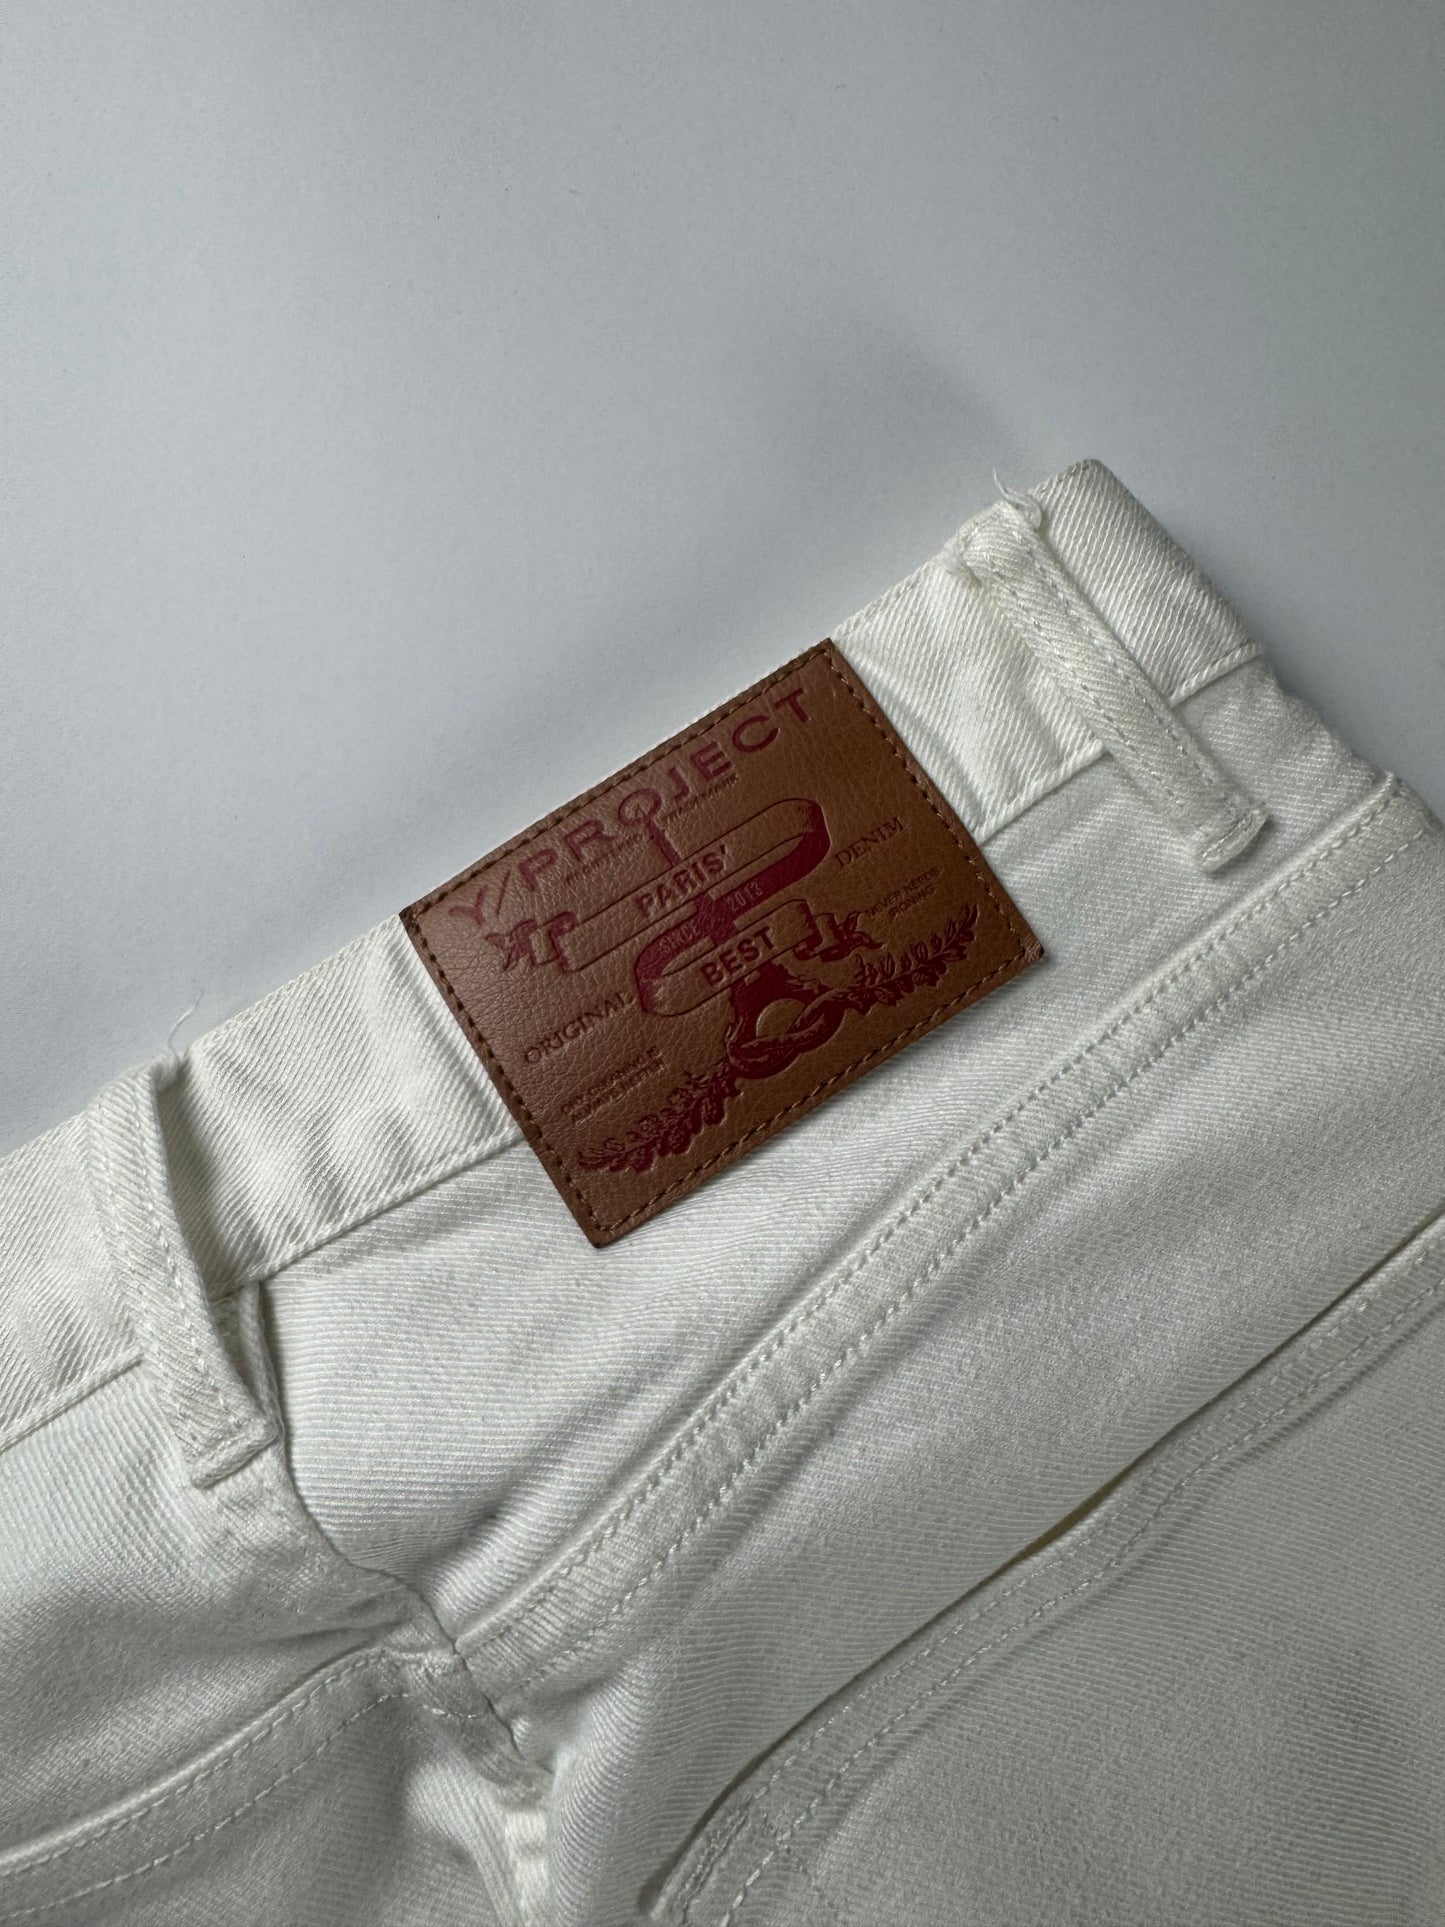 Y/PROJECT
PARIS'
DENIM
SINCE 2013
NEVER NEEDS
IRONING
BEST
ORIGINAL